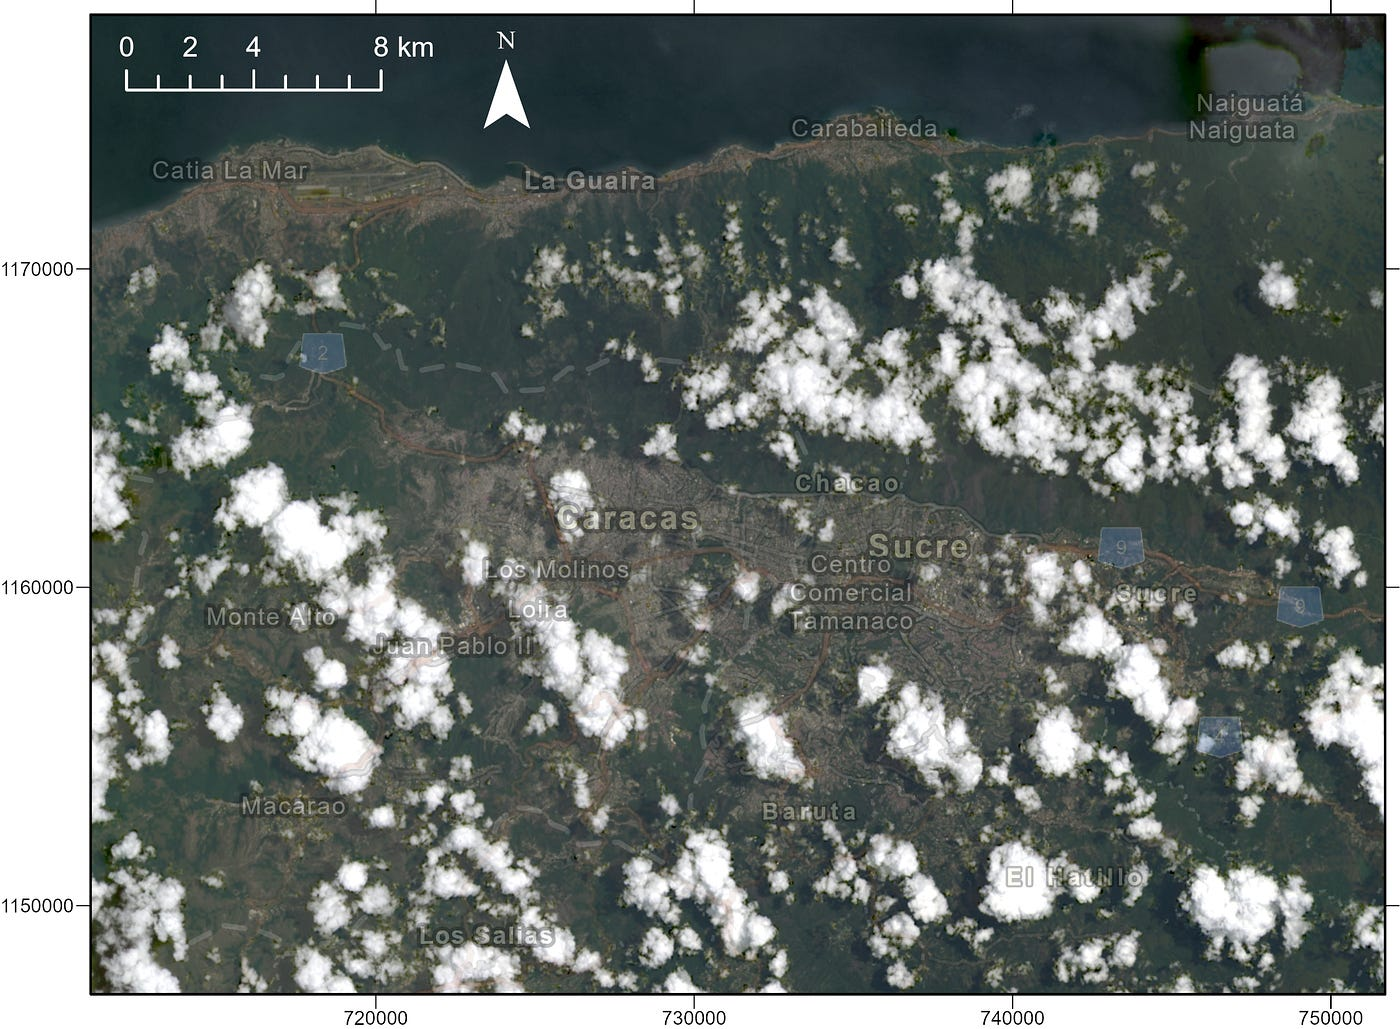 0 2 4 8 km
N
Naiguatá
Naiguata
Caraballeda
Catia La Mar
La Guaira
1170000
2
Chacao
Caracas
Sucre
9
Los Molinos
Centro
Comercial
Tamanaco
1160000
Sucre
9
Loira
Monte Alto
Juan Pablo II
Macarao
Baruta
El Hatillo
1150000
Los Salias
720000 730000 740000 750000